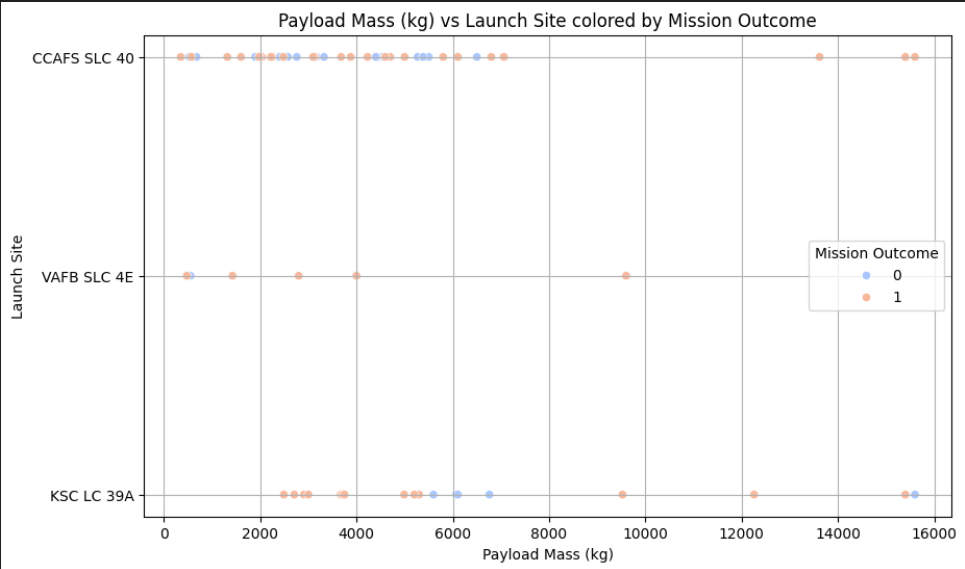 Payload Mass (kg) vs Launch Site colored by Mission Outcome
CCAFS SLC 40
VAFB SLC 4E
KSC LC 39A
Launch Site
Mission Outcome
0
1
0 2000 4000 6000 8000 10000 12000 14000 16000
Payload Mass (kg)